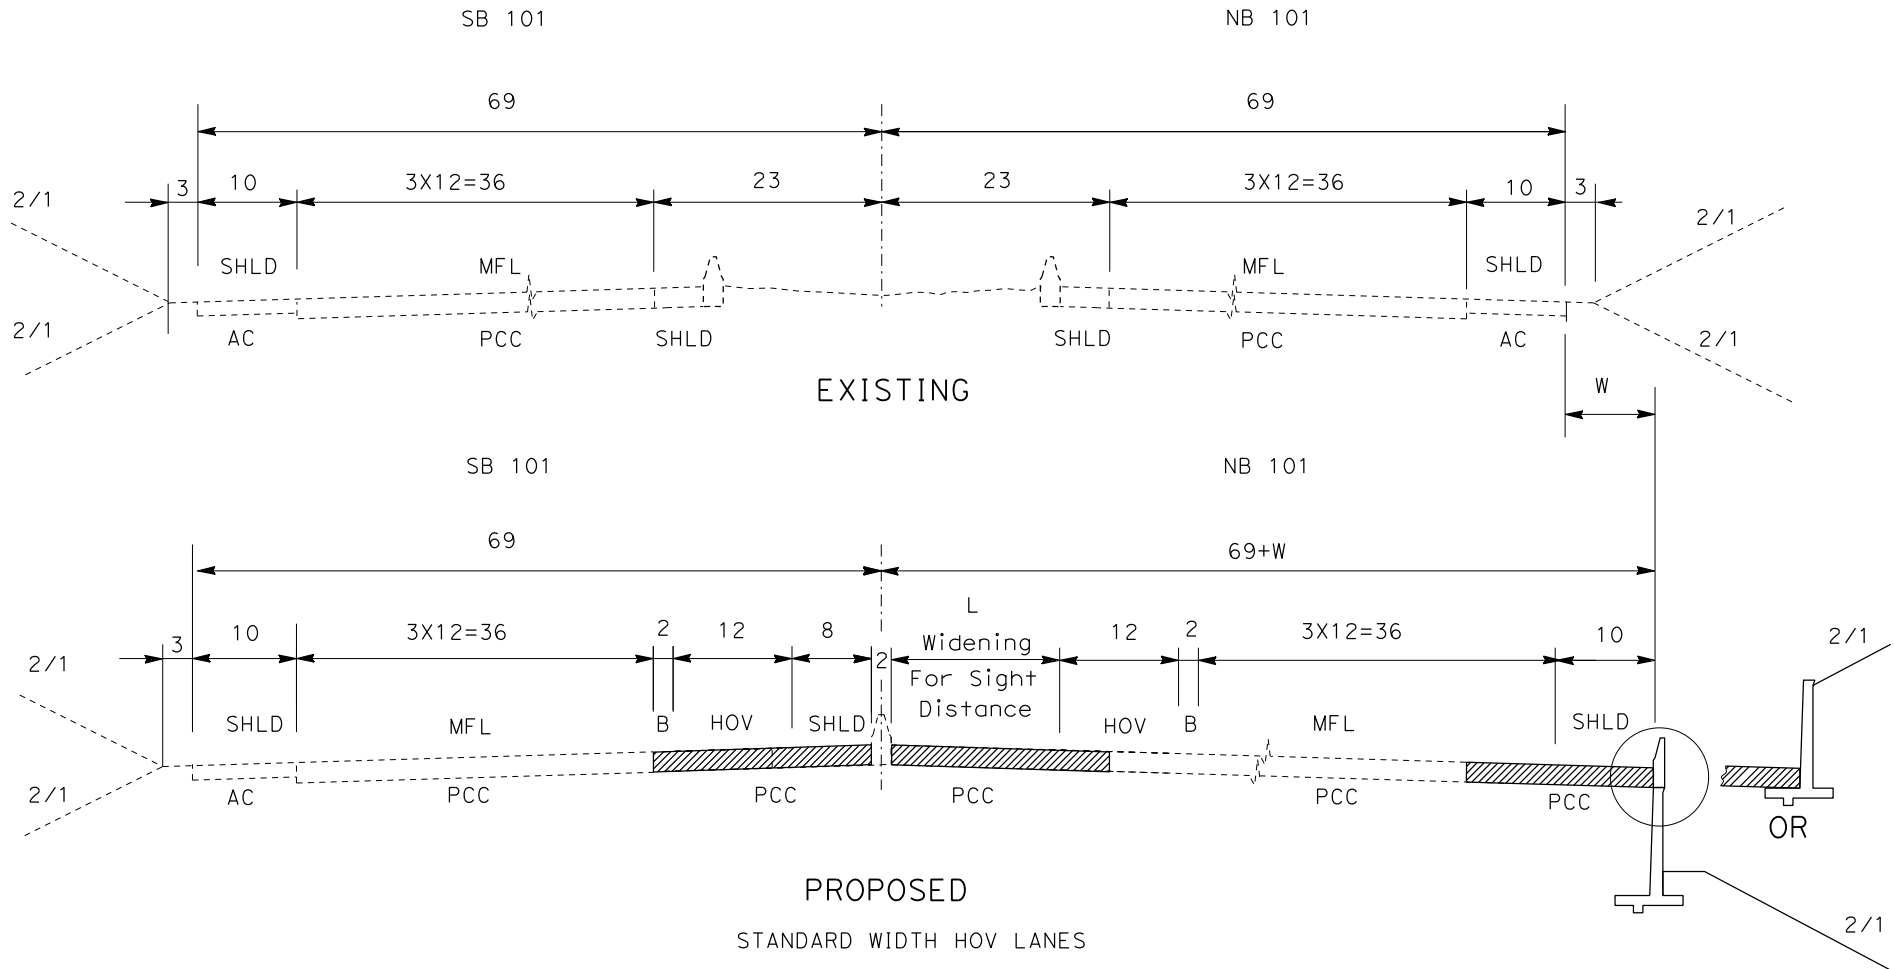 SB 101 NB 101
69 69
3 10 3X12=36 23 23 3X12=36 10 3
2/1 2/1
SHLD MFL MFL SHLD
2/1 AC PCC SHLD SHLD PCC AC 2/1
EXISTING
W
SB 101 NB 101
69 69+W
L
3 10 3X12=36 2 12 8 2 Widening 12 2 3X12=36 10
2/1 2/1
For Sight
Distance
SHLD MFL B HOV SHLD HOV B MFL SHLD
2/1 AC PCC PCC PCC PCC PCC
OR
PROPOSED
2/1
STANDARD WIDTH HOV LANES